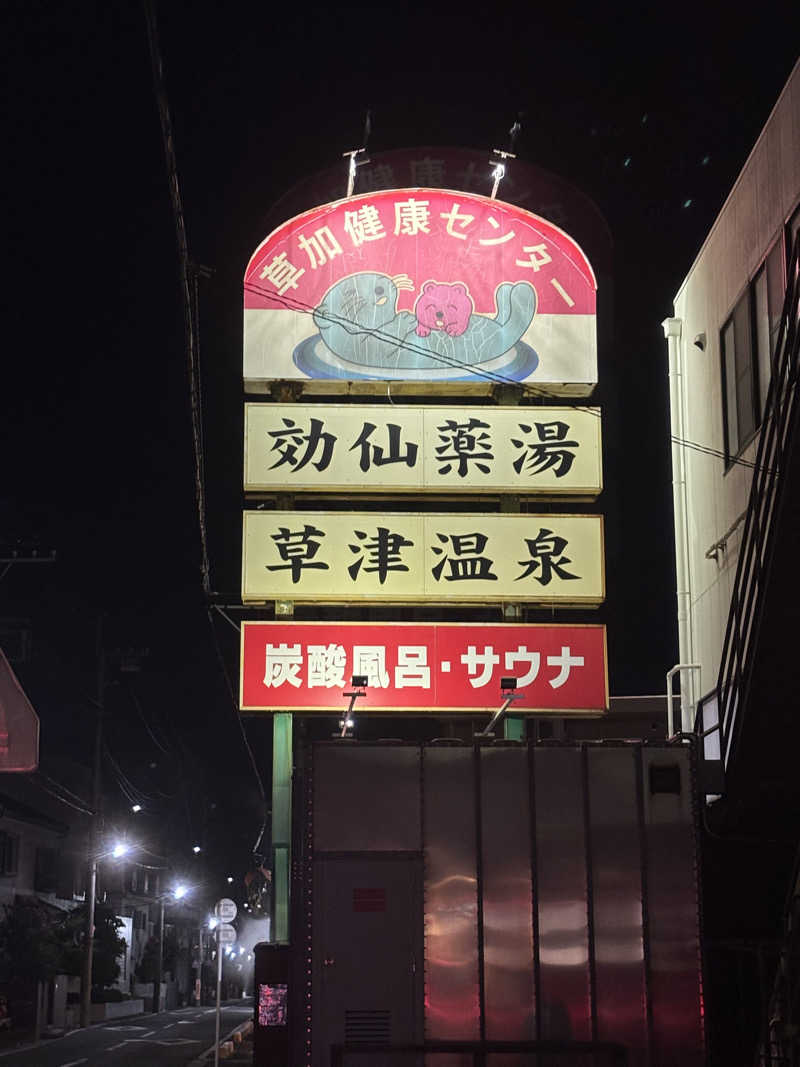 草加健康センター
効仙薬湯
草津温泉
炭酸風呂・サウナ